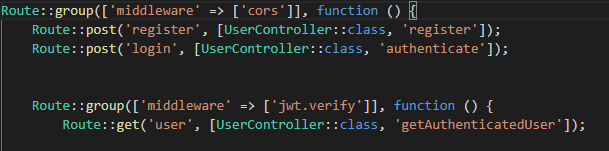 Route::group(['middleware' => ['cors']], function () {
Route::post('register', [UserController::class, 'register']);
Route::post('login', [UserController::class, 'authenticate']);
Route::group(['middleware' => ['jwt.verify']], function () {
Route::get('user', [UserController::class, 'getAuthenticatedUser']);